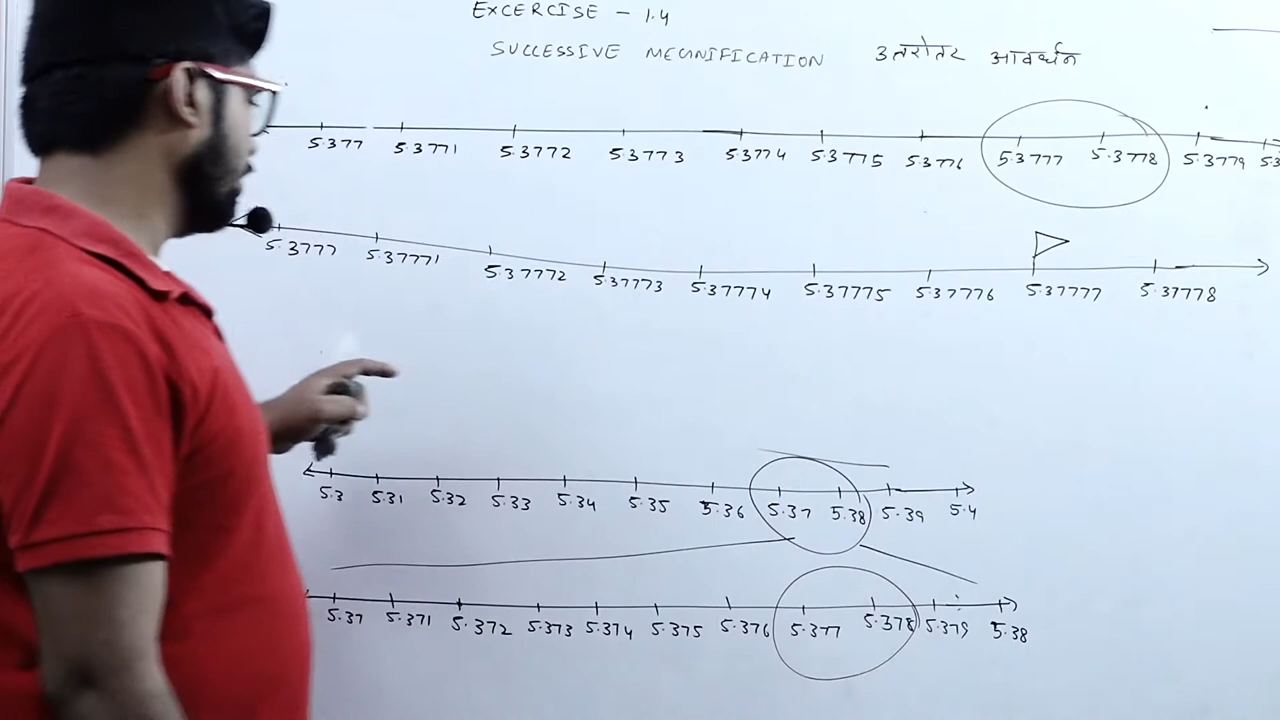 EXCERCISE - 1.4
SUCCESSIVE MEGNIFICATION उतरोतर आवर्धन
5.377 5.3771 5.3772 5.3773 5.3774 5.3775 5.3776 5.3777 5.3778 5.3779 5.3
5.3777 5.37771 5.37772 5.37773 5.37774 5.37775 5.37776 5.37777 5.37778
5.3 5.31 5.32 5.33 5.34 5.35 5.36 5.37 5.38 5.39 5.4
5.37 5.371 5.372 5.373 5.374 5.375 5.376 5.377 5.378 5.379 5.38